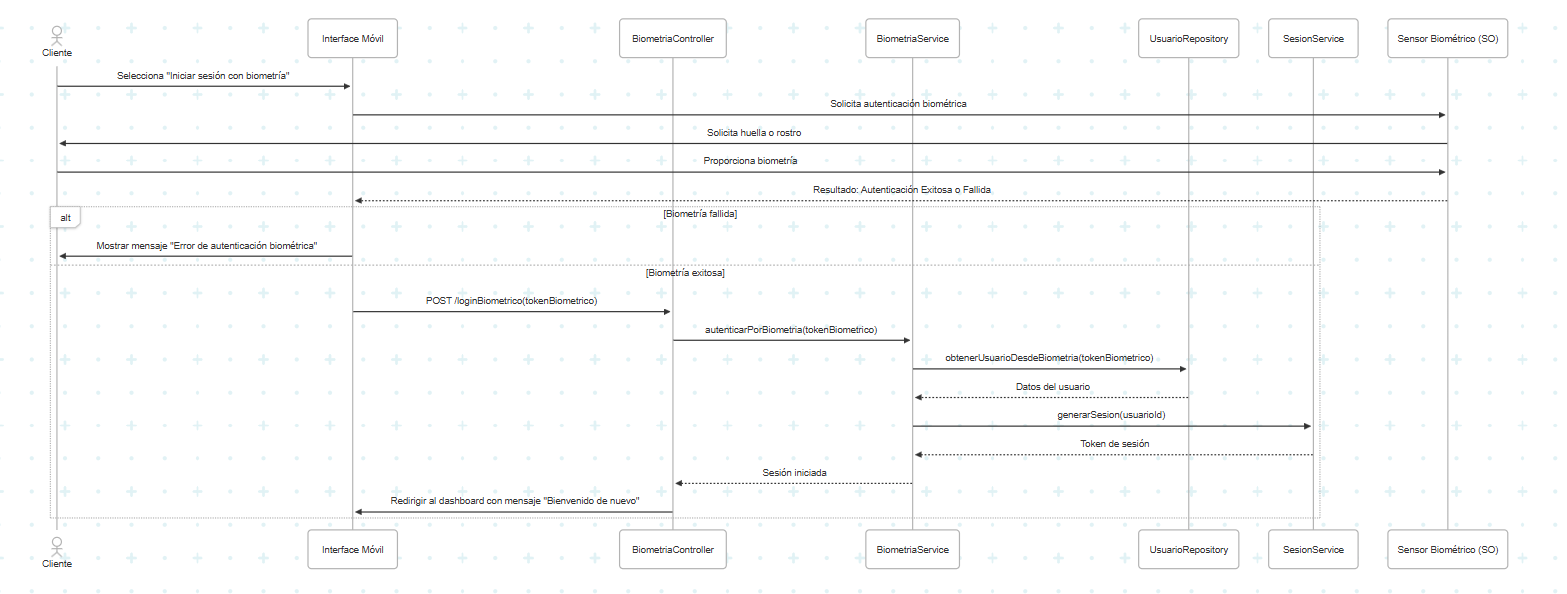 Cliente
Interface Móvil
BiometriaController
BiometriaService
UsuarioRepository
SesionService
Sensor Biométrico (SO)
Selecciona "Iniciar sesión con biometría"
Solicita autenticación biométrica
Solicita huella o rostro
Proporciona biometría
Resultado: Autenticación Exitosa o Fallida
alt
[Biometría fallida]
Mostrar mensaje "Error de autenticación biométrica"
[Biometría exitosa]
POST /loginBiometrico(tokenBiometrico)
autenticarPorBiometria(tokenBiometrico)
obtenerUsuarioDesdeBiometria(tokenBiometrico)
Datos del usuario
generarSesion(usuarioId)
Token de sesión
Sesión iniciada
Redirigir al dashboard con mensaje "Bienvenido de nuevo"
Cliente
Interface Móvil
BiometriaController
BiometriaService
UsuarioRepository
SesionService
Sensor Biométrico (SO)